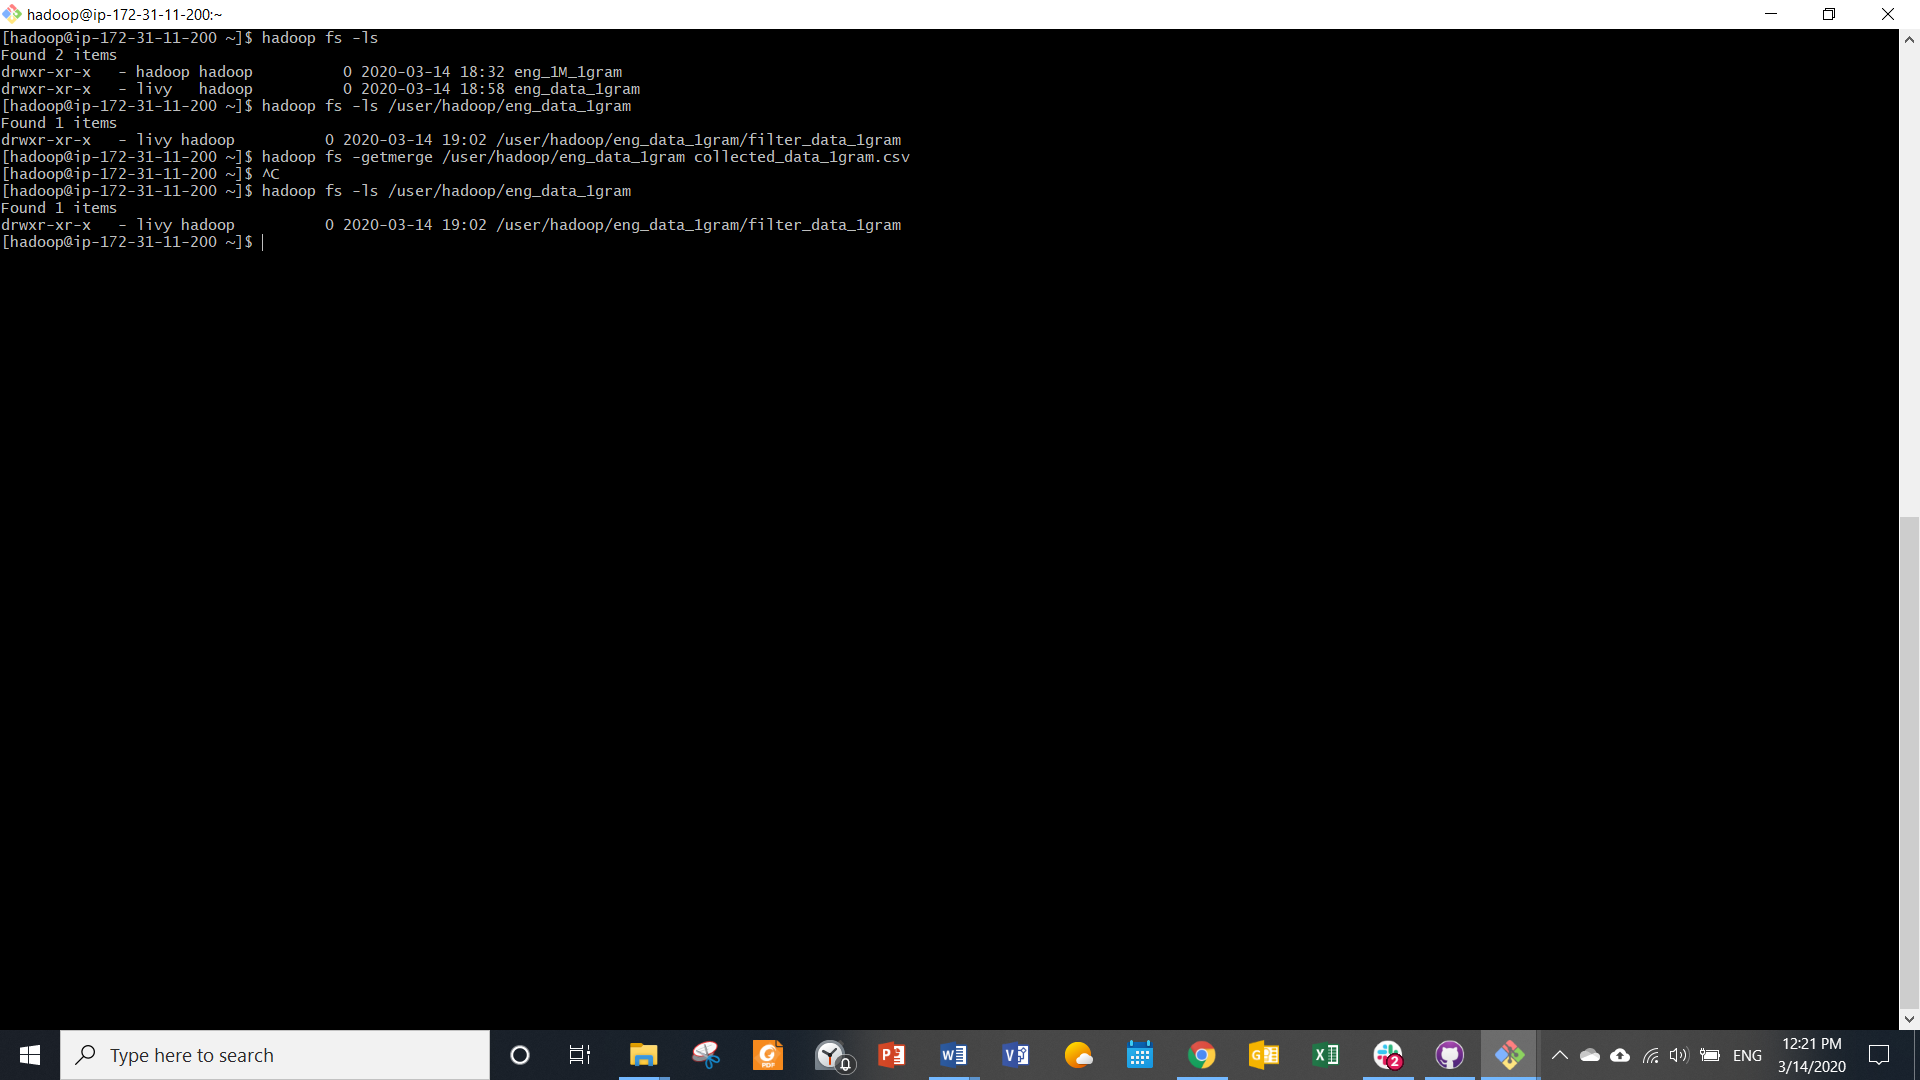 hadoop@ip-172-31-11-200:~
[hadoop@ip-172-31-11-200 ~]$ hadoop fs -ls
Found 2 items
drwxr-xr-x   - hadoop hadoop          0 2020-03-14 18:32 eng_1M_1gram
drwxr-xr-x   - livy   hadoop          0 2020-03-14 18:58 eng_data_1gram
[hadoop@ip-172-31-11-200 ~]$ hadoop fs -ls /user/hadoop/eng_data_1gram
Found 1 items
drwxr-xr-x   - livy hadoop          0 2020-03-14 19:02 /user/hadoop/eng_data_1gram/filter_data_1gram
[hadoop@ip-172-31-11-200 ~]$ hadoop fs -getmerge /user/hadoop/eng_data_1gram collected_data_1gram.csv
[hadoop@ip-172-31-11-200 ~]$ ^C
[hadoop@ip-172-31-11-200 ~]$ hadoop fs -ls /user/hadoop/eng_data_1gram
Found 1 items
drwxr-xr-x   - livy hadoop          0 2020-03-14 19:02 /user/hadoop/eng_data_1gram/filter_data_1gram
[hadoop@ip-172-31-11-200 ~]$
Type here to search
ENG
12:21 PM
3/14/2020
2